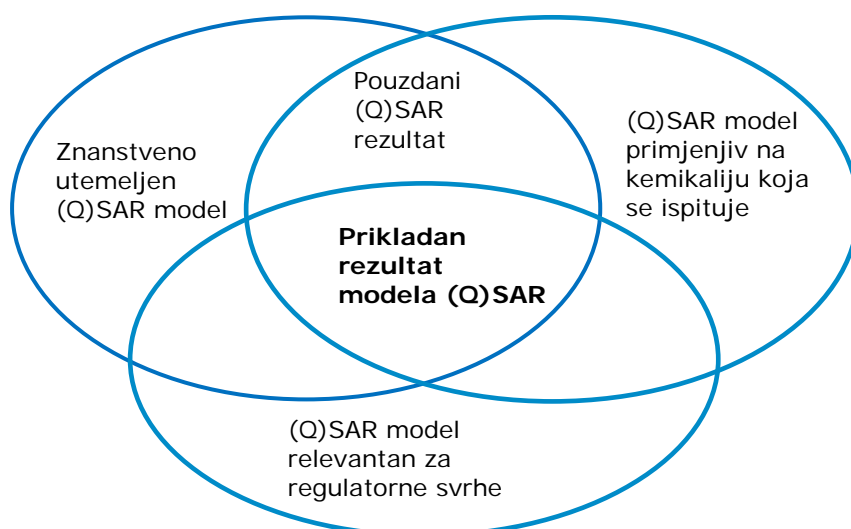 Znanstveno
utemeljen
(Q)SAR model
Pouzdani
(Q)SAR
rezultat
(Q)SAR model
primjenjiv na
kemikaliju koja
se ispituje
Prikladan
rezultat
modela (Q)SAR
(Q)SAR model
relevantan za
regulatorne svrhe